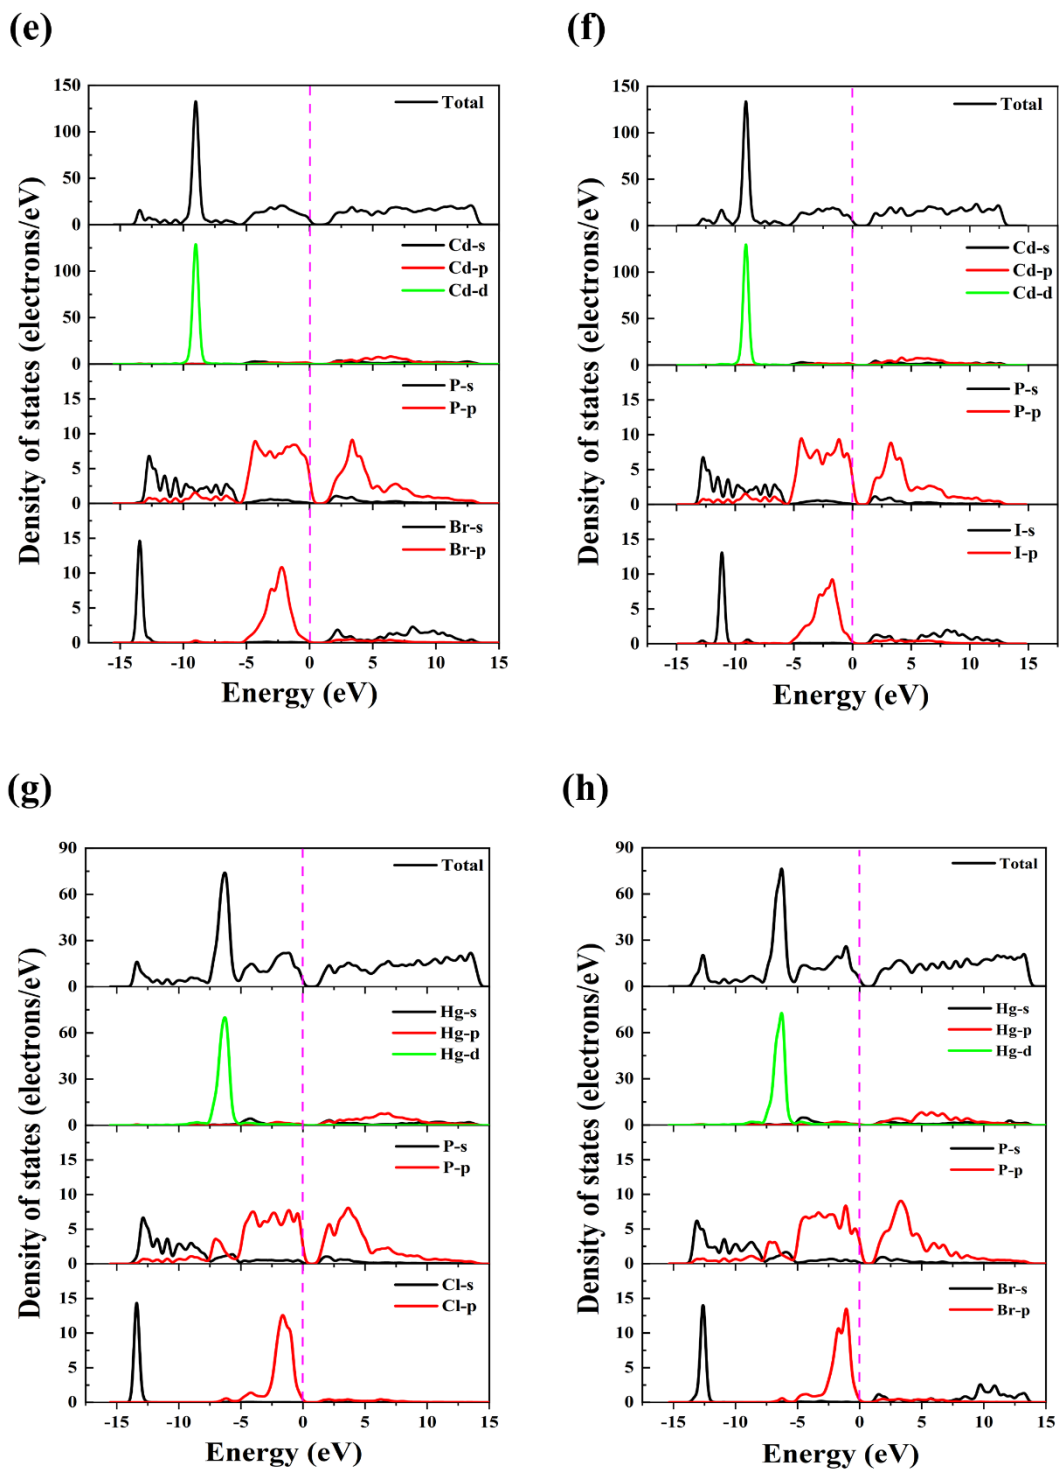 (e)
150
100
50
0
Total
100
50
0
Cd-s
Cd-p
Cd-d
15
10
5
0
P-s
P-p
15
10
5
0
Br-s
Br-p
-15 -10 -5 0 5 10 15
Energy (eV)
Density of states (electrons/eV)
(f)
150
100
50
0
Total
100
50
0
Cd-s
Cd-p
Cd-d
15
10
5
0
P-s
P-p
15
10
5
0
I-s
I-p
-15 -10 -5 0 5 10 15
Energy (eV)
Density of states (electrons/eV)
(g)
90
60
30
0
Total
60
30
0
Hg-s
Hg-p
Hg-d
15
10
5
0
P-s
P-p
15
10
5
0
Cl-s
Cl-p
-15 -10 -5 0 5 10 15
Energy (eV)
Density of states (electrons/eV)
(h)
90
60
30
0
Total
60
30
0
Hg-s
Hg-p
Hg-d
15
10
5
0
P-s
P-p
15
10
5
0
Br-s
Br-p
-15 -10 -5 0 5 10 15
Energy (eV)
Density of states (electrons/eV)